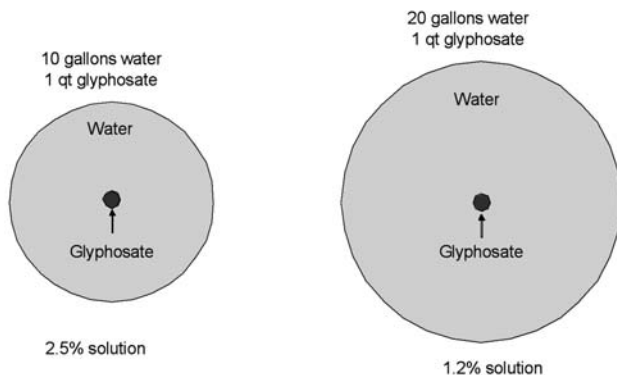 10 gallons water
1 qt glyphosate
Water
Glyphosate
2.5% solution
20 gallons water
1 qt glyphosate
Water
Glyphosate
1.2% solution